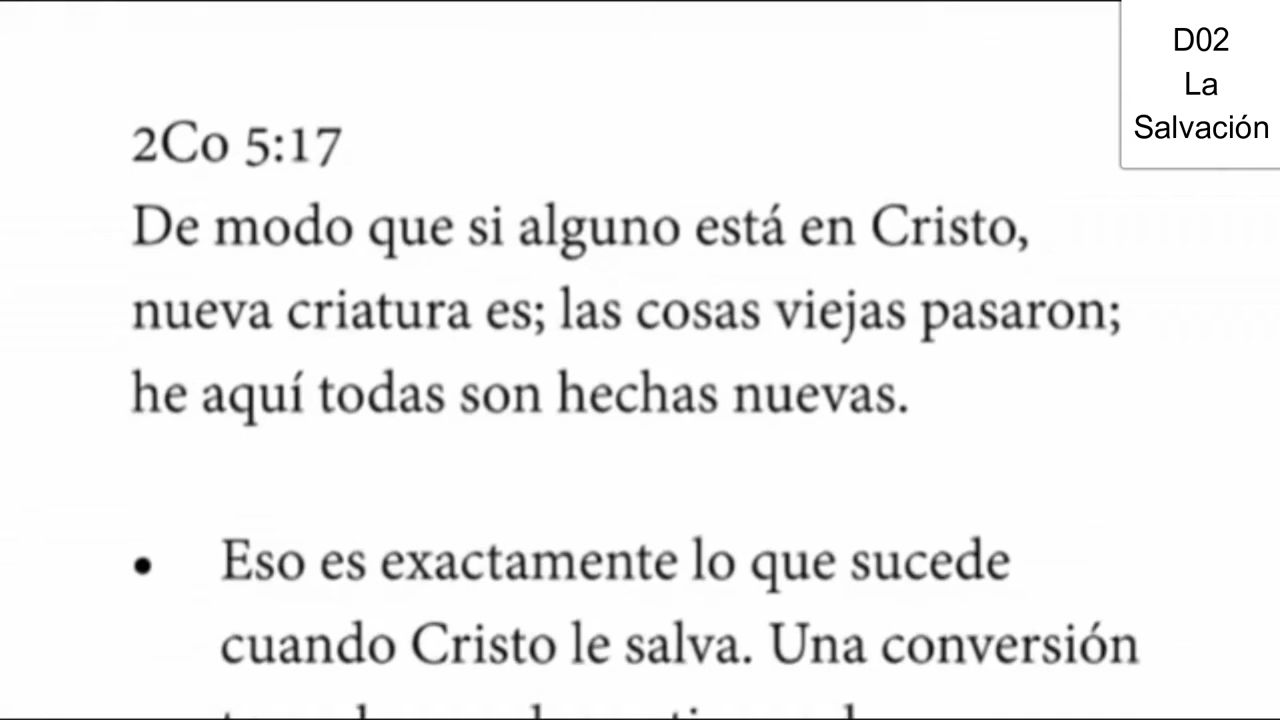 D02
La
Salvación
2Co 5:17
De modo que si alguno está en Cristo,
nueva criatura es; las cosas viejas pasaron;
he aquí todas son hechas nuevas.
• Eso es exactamente lo que sucede
cuando Cristo le salva. Una conversión